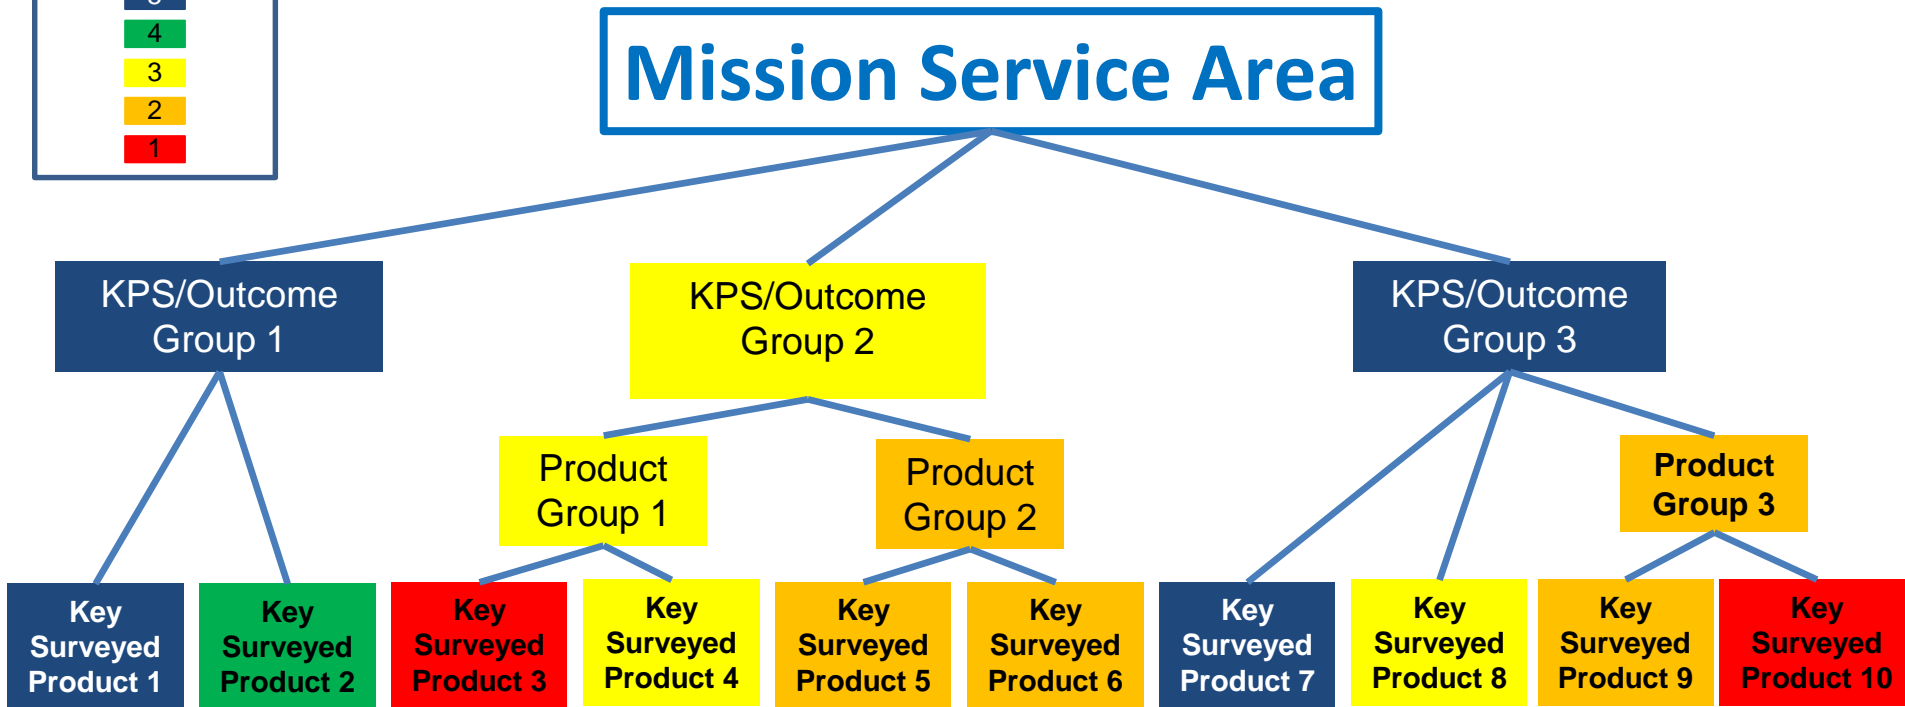 4
3
2
1
Mission Service Area
KPS/Outcome
Group 1
KPS/Outcome
Group 2
KPS/Outcome
Group 3
Product
Group 1
Product
Group 2
Product
Group 3
Key
Surveyed
Product 1
Key
Surveyed
Product 2
Key
Surveyed
Product 3
Key
Surveyed
Product 4
Key
Surveyed
Product 5
Key
Surveyed
Product 6
Key
Surveyed
Product 7
Key
Surveyed
Product 8
Key
Surveyed
Product 9
Key
Surveyed
Product 10